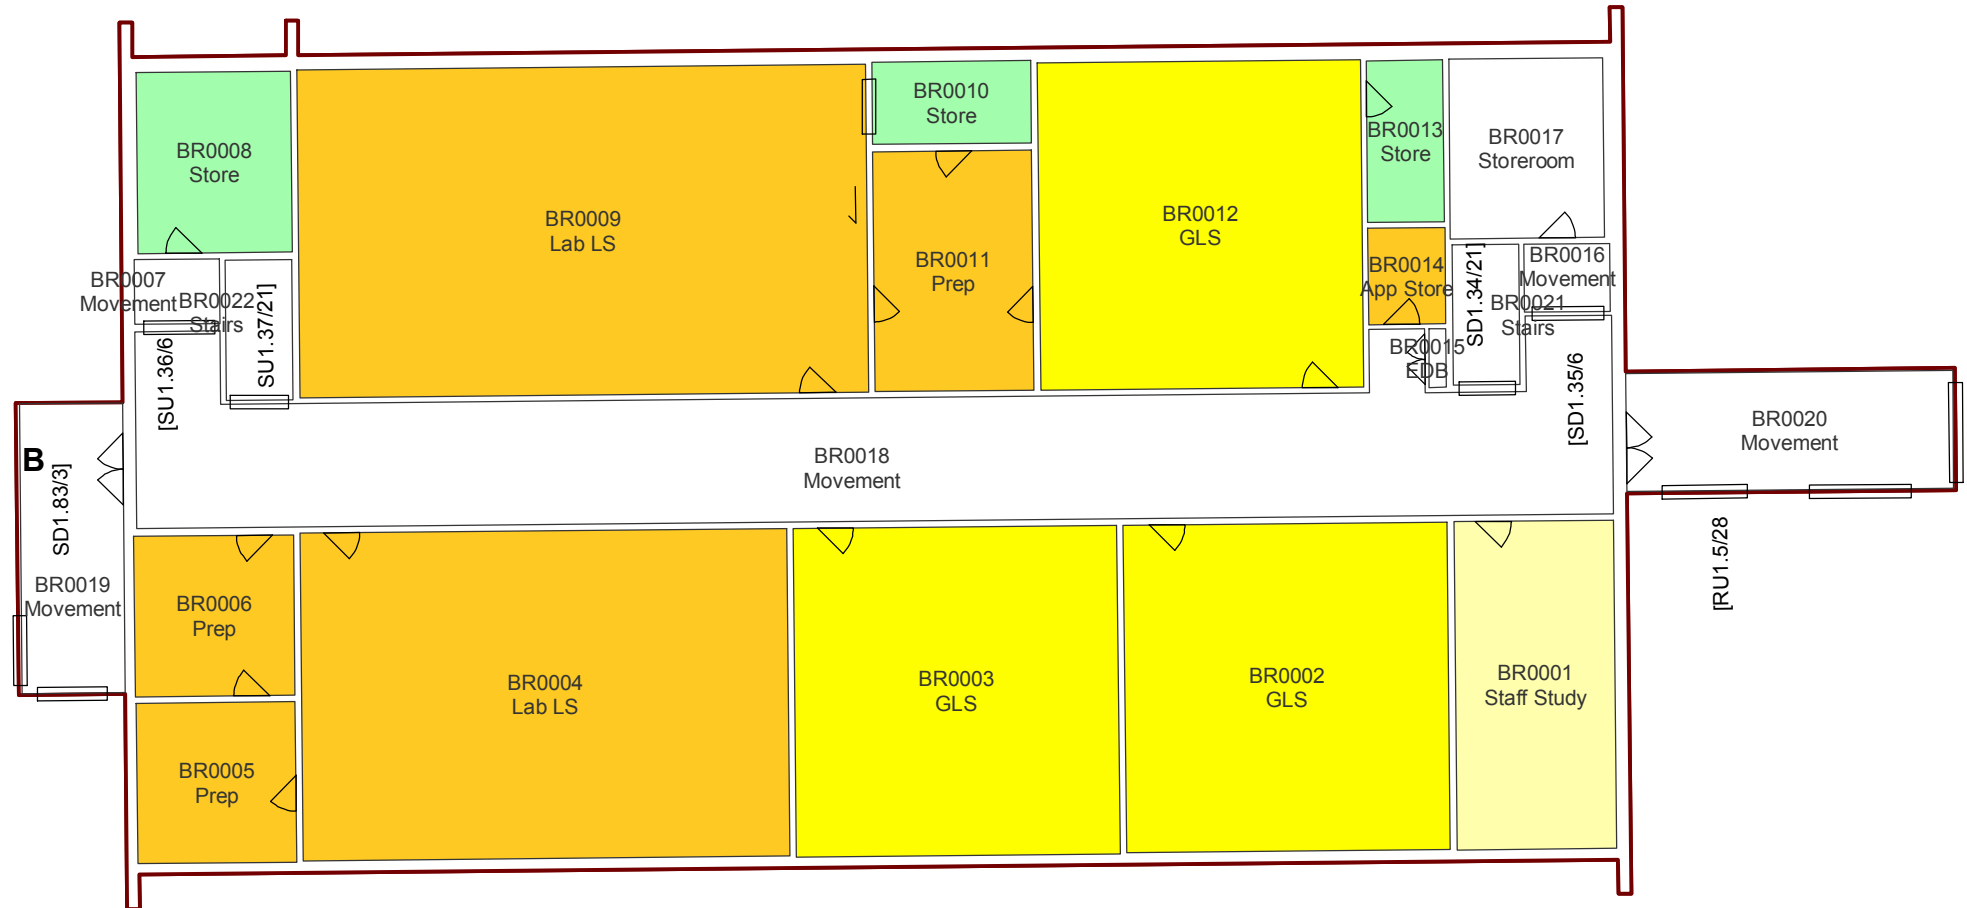 BR0008
Store
BR0009
Lab LS
BR0010
Store
BR0011
Prep
BR0012
GLS
BR0013
Store
BR0014
App Store
BR0017
Storeroom
BR0016
Movement
BR0021
Stairs
BR0015
EDB
SD1.34/21]
[SD1.35/6
BR0007
Movement
BR0022
Stairs
SU1.37/21]
[SU1.36/6
B
SD1.83/3]
BR0019
Movement
BR0018
Movement
BR0020
Movement
[RU1.5/28
BR0006
Prep
BR0005
Prep
BR0004
Lab LS
BR0003
GLS
BR0002
GLS
BR0001
Staff Study